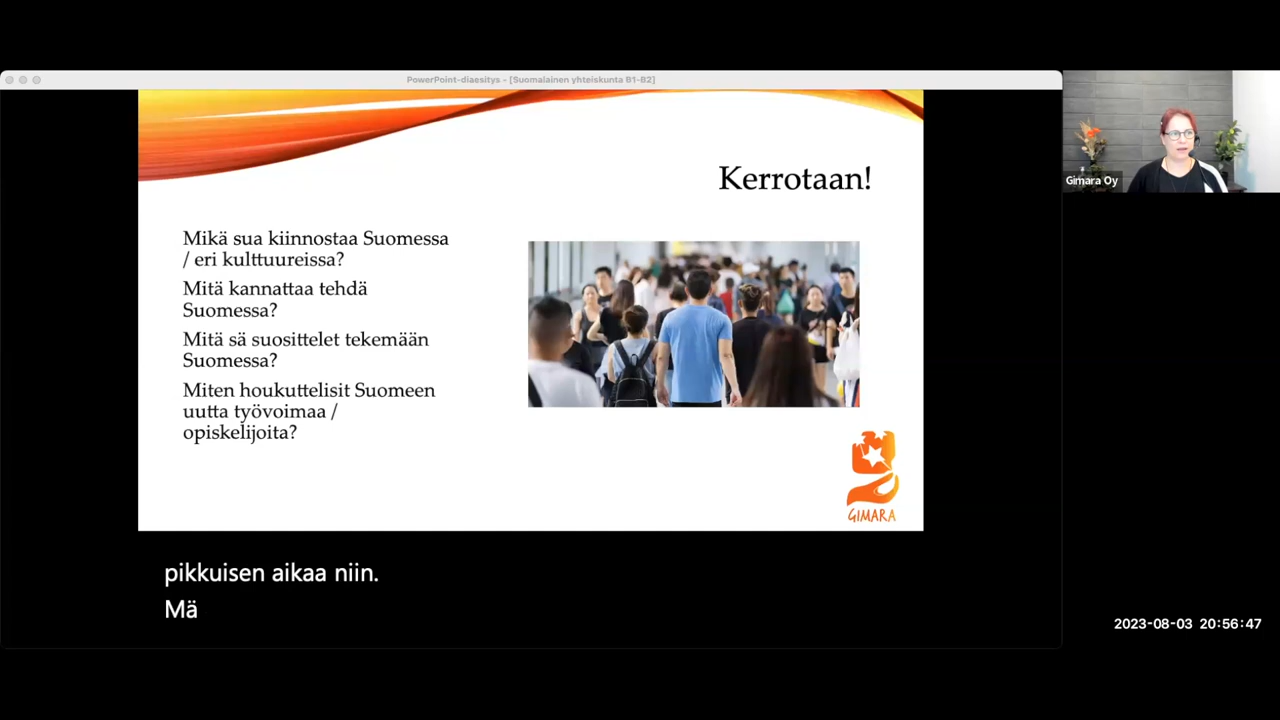 PowerPoint-diaesitys - [Suomalainen yhteiskunta B1-B2]
Kerrotaan!
Mikä sua kiinnostaa Suomessa
/ eri kulttuureissa?
Mitä kannattaa tehdä
Suomessa?
Mitä sä suosittelet tekemään
Suomessa?
Miten houkuttelisit Suomeen
uutta työvoimaa /
opiskelijoita?
GIMARA
Gimara Oy
pikkuisen aikaa niin.
Mä
2023-08-03 20:56:47